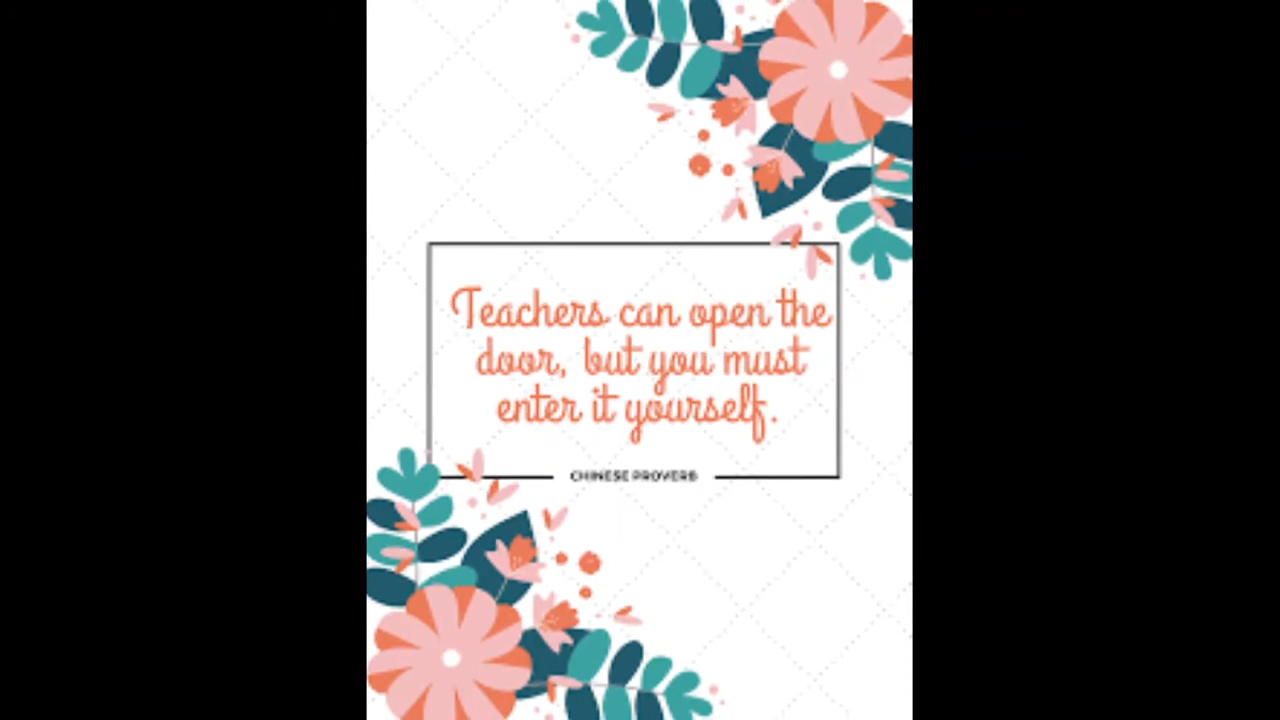 Teachers can open the
door, but you must
enter it yourself.
CHINESE PROVERB